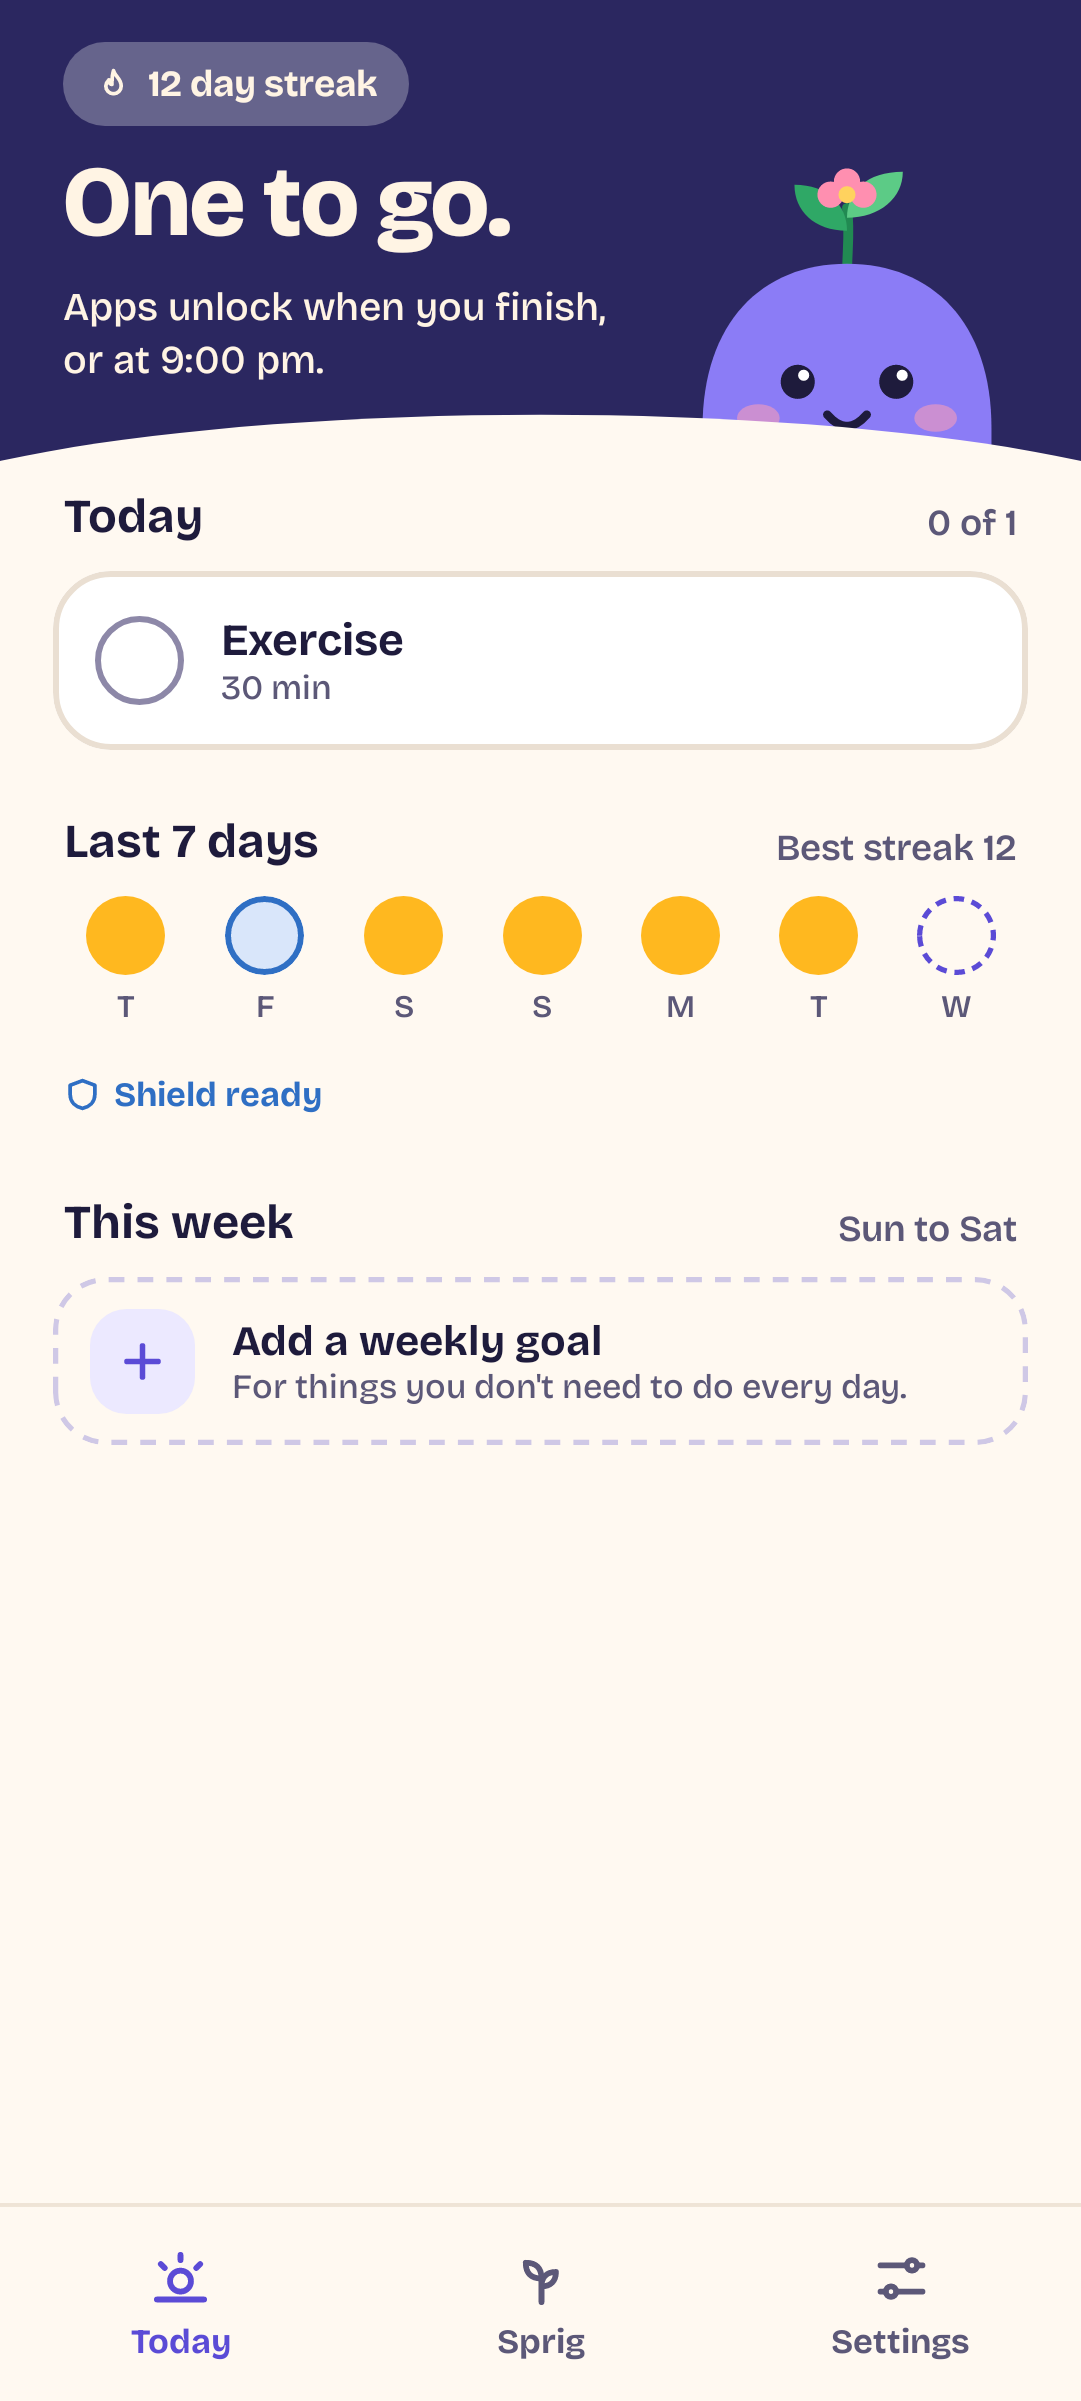 12 day streak
One to go.
Apps unlock when you finish,
or at 9:00 pm.
Today
0 of 1
Exercise
30 min
Last 7 days
Best streak 12
T F S S M T W
Shield ready
This week
Sun to Sat
Add a weekly goal
For things you don't need to do every day.
Today
Sprig
Settings